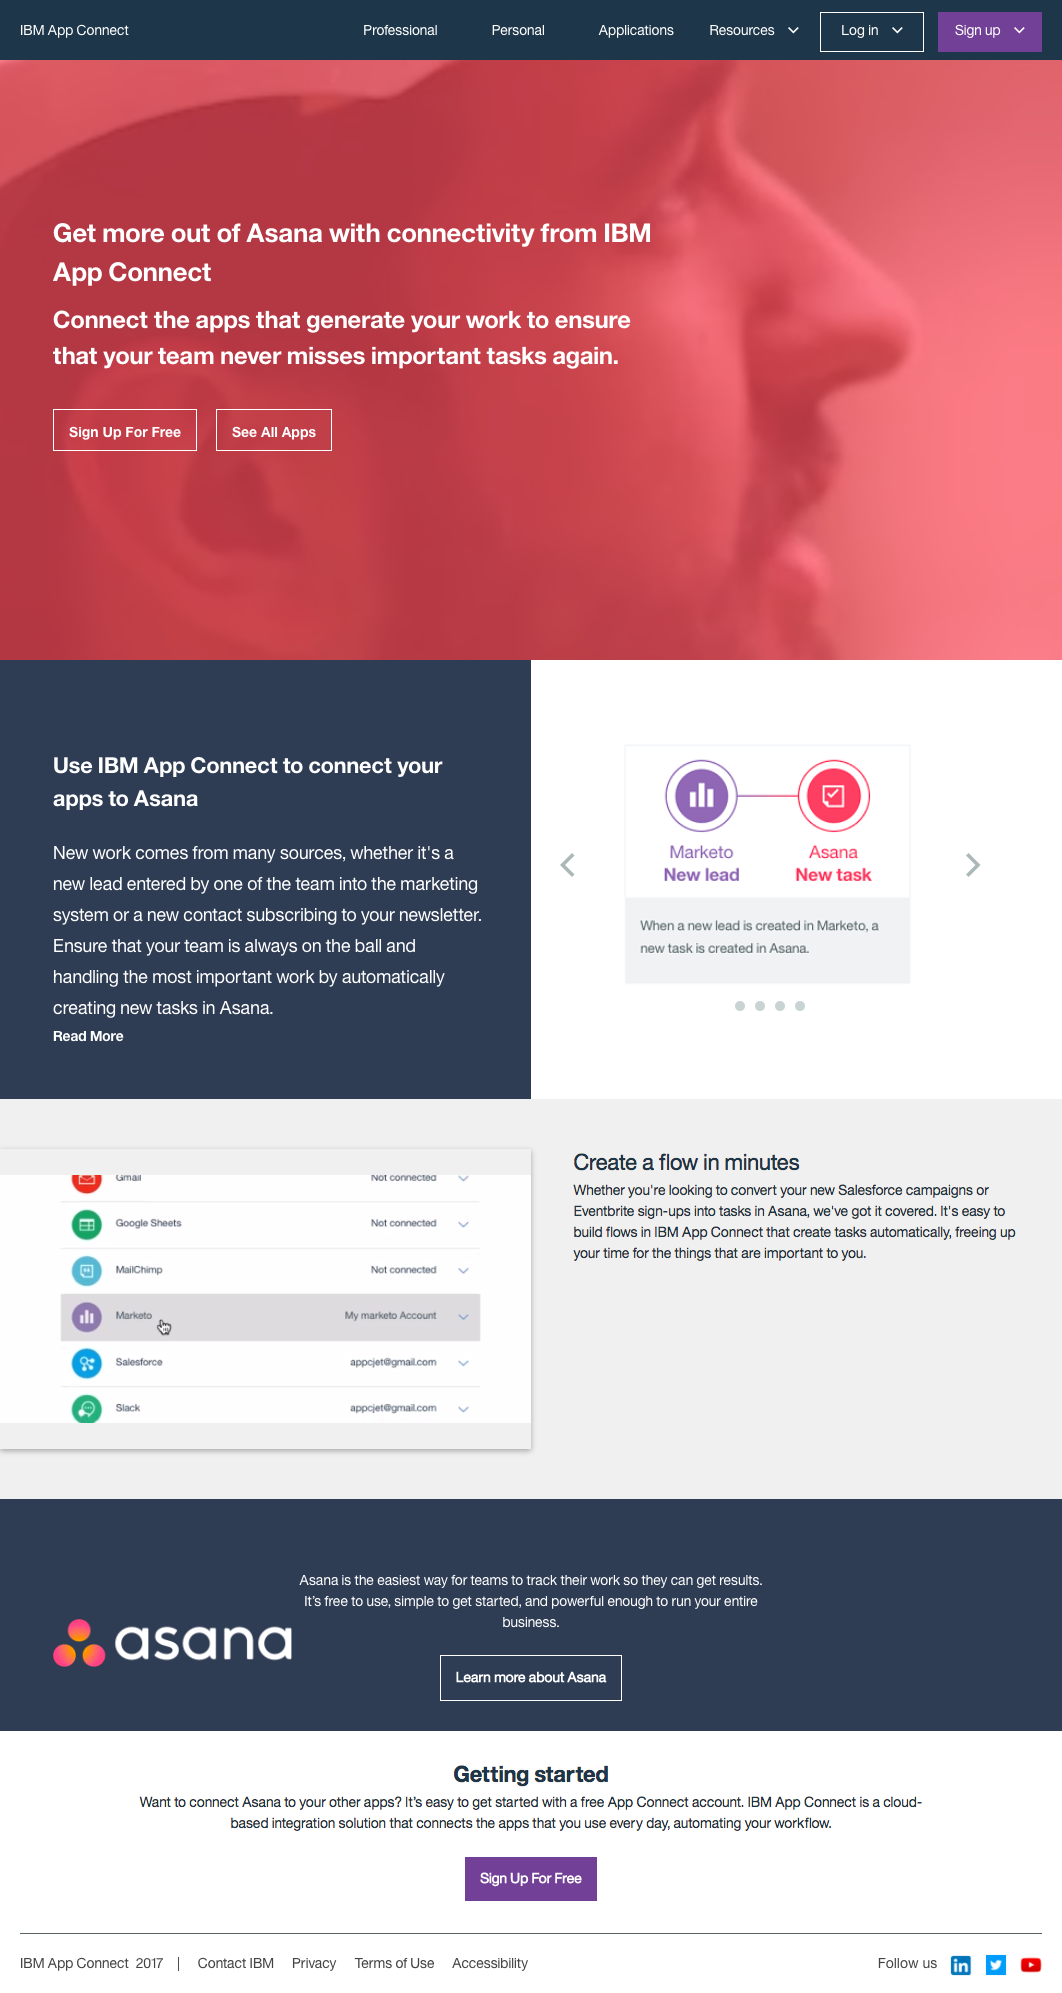 IBM App Connect
Professional
Personal
Applications
Resources
Log in
Sign up
Get more out of Asana with connectivity from IBM
App Connect
Connect the apps that generate your work to ensure
that your team never misses important tasks again.
Sign Up For Free
See All Apps
Use IBM App Connect to connect your
apps to Asana
New work comes from many sources, whether it's a
new lead entered by one of the team into the marketing
system or a new contact subscribing to your newsletter.
Ensure that your team is always on the ball and
handling the most important work by automatically
creating new tasks in Asana.
Read More
Marketo
New lead
Asana
New task
When a new lead is created in Marketo, a
new task is created in Asana.
Gmail Not connected
Google Sheets Not connected
MailChimp Not connected
Marketo My marketo Account
Salesforce appcjet@gmail.com
Slack appcjet@gmail.com
Create a flow in minutes
Whether you're looking to convert your new Salesforce campaigns or
Eventbrite sign-ups into tasks in Asana, we've got it covered. It's easy to
build flows in IBM App Connect that create tasks automatically, freeing up
your time for the things that are important to you.
asana
Asana is the easiest way for teams to track their work so they can get results.
It’s free to use, simple to get started, and powerful enough to run your entire
business.
Learn more about Asana
Getting started
Want to connect Asana to your other apps? It’s easy to get started with a free App Connect account. IBM App Connect is a cloud-
based integration solution that connects the apps that you use every day, automating your workflow.
Sign Up For Free
IBM App Connect 2017 | Contact IBM Privacy Terms of Use Accessibility
Follow us
in